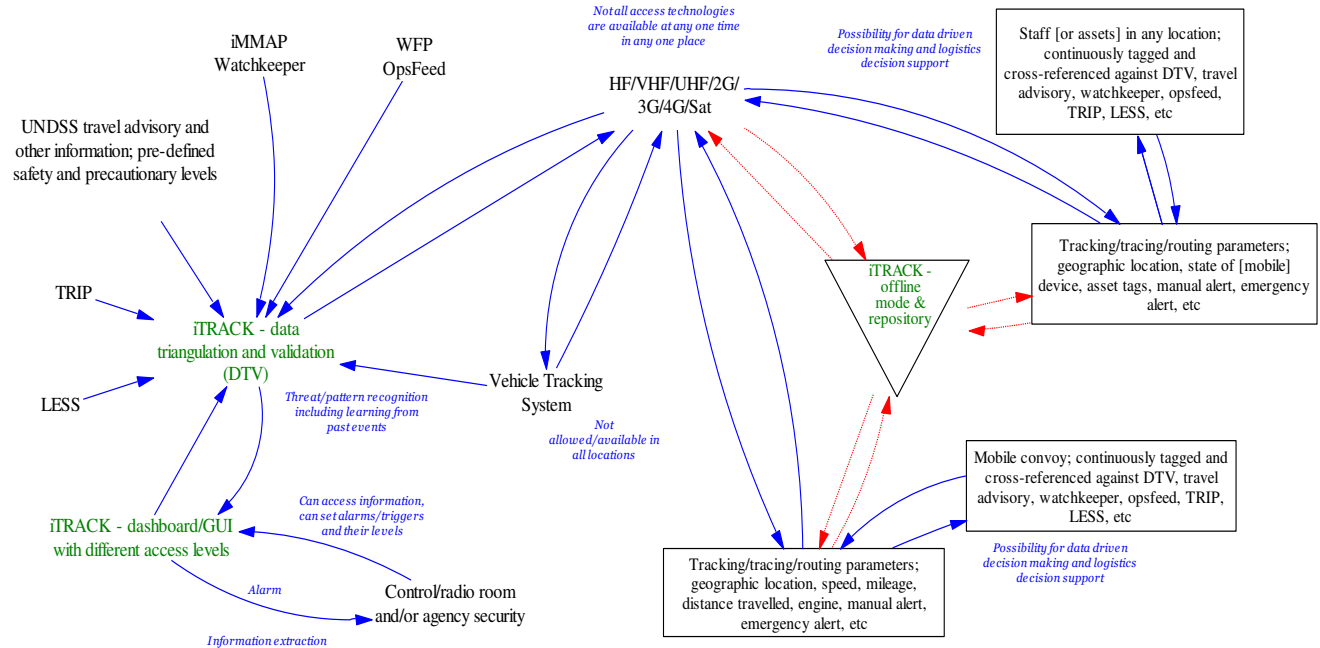 Not all access technologies
are available at any one time
in any one place
Possibility for data driven
decision making and logistics
decision support
Staff [or assets] in any location;
continuously tagged and
cross-referenced against DTV, travel
advisory, watchkeeper, opsfeed,
TRIP, LESS, etc
iMMAP
Watchkeeper
WFP
OpsFeed
HF/VHF/UHF/2G/
3G/4G/Sat
UNDSS travel advisory and
other information; pre-defined
safety and precautionary levels
Tracking/tracing/routing parameters;
geographic location, state of [mobile]
device, asset tags, manual alert, emergency
alert, etc
iTRACK -
offline
mode &
repository
TRIP
iTRACK - data
triangulation and validation
(DTV)
LESS
Vehicle Tracking
System
Threat/pattern recognition
including learning from
past events
Not
allowed/available in
all locations
Mobile convoy; continuously tagged and
cross-referenced against DTV, travel
advisory, watchkeeper, opsfeed, TRIP,
LESS, etc
Can access information,
can set alarms/triggers
and their levels
iTRACK - dashboard/GUI
with different access levels
Possibility for data driven
decision making and logistics
decision support
Tracking/tracing/routing parameters;
geographic location, speed, mileage,
distance travelled, engine, manual alert,
emergency alert, etc
Alarm
Control/radio room
and/or agency security
Information extraction